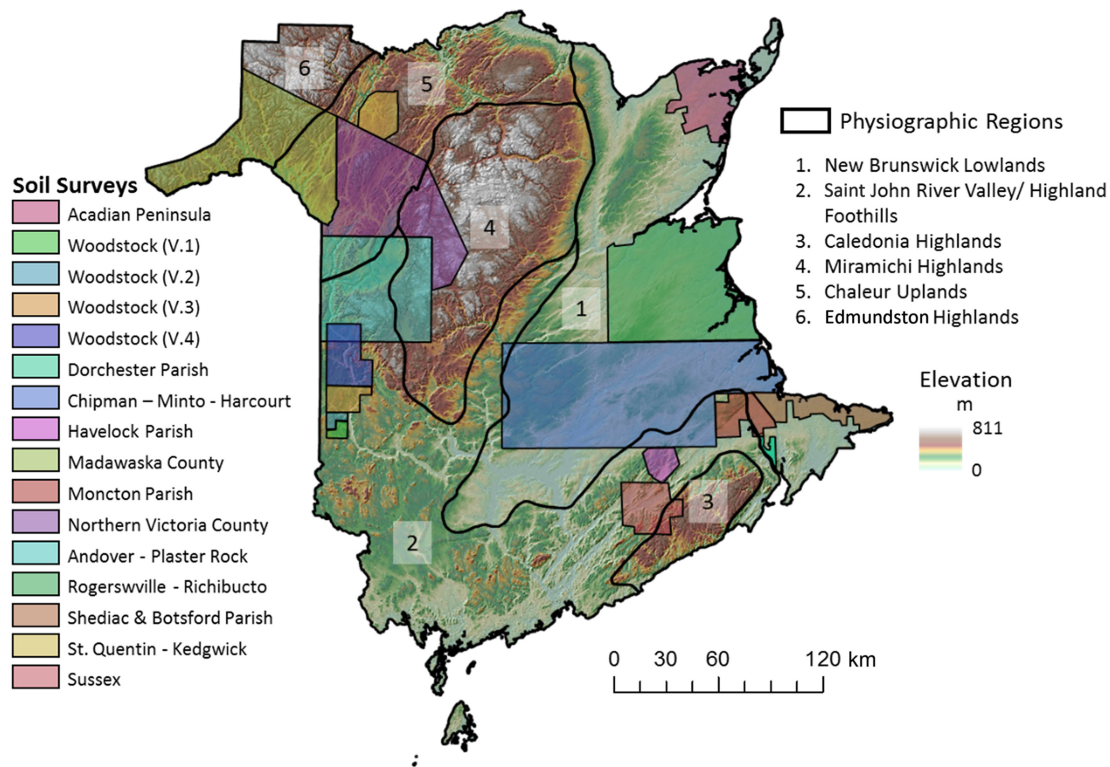 6
5
4
1
3
2
Soil Surveys
Acadian Peninsula
Woodstock (V.1)
Woodstock (V.2)
Woodstock (V.3)
Woodstock (V.4)
Dorchester Parish
Chipman – Minto - Harcourt
Havelock Parish
Madawaska County
Moncton Parish
Northern Victoria County
Andover - Plaster Rock
Rogerswville - Richibucto
Shediac & Botsford Parish
St. Quentin - Kedgwick
Sussex
Physiographic Regions
1. New Brunswick Lowlands
2. Saint John River Valley/ Highland
Foothills
3. Caledonia Highlands
4. Miramichi Highlands
5. Chaleur Uplands
6. Edmundston Highlands
Elevation
m
811
0
0 30 60 120 km